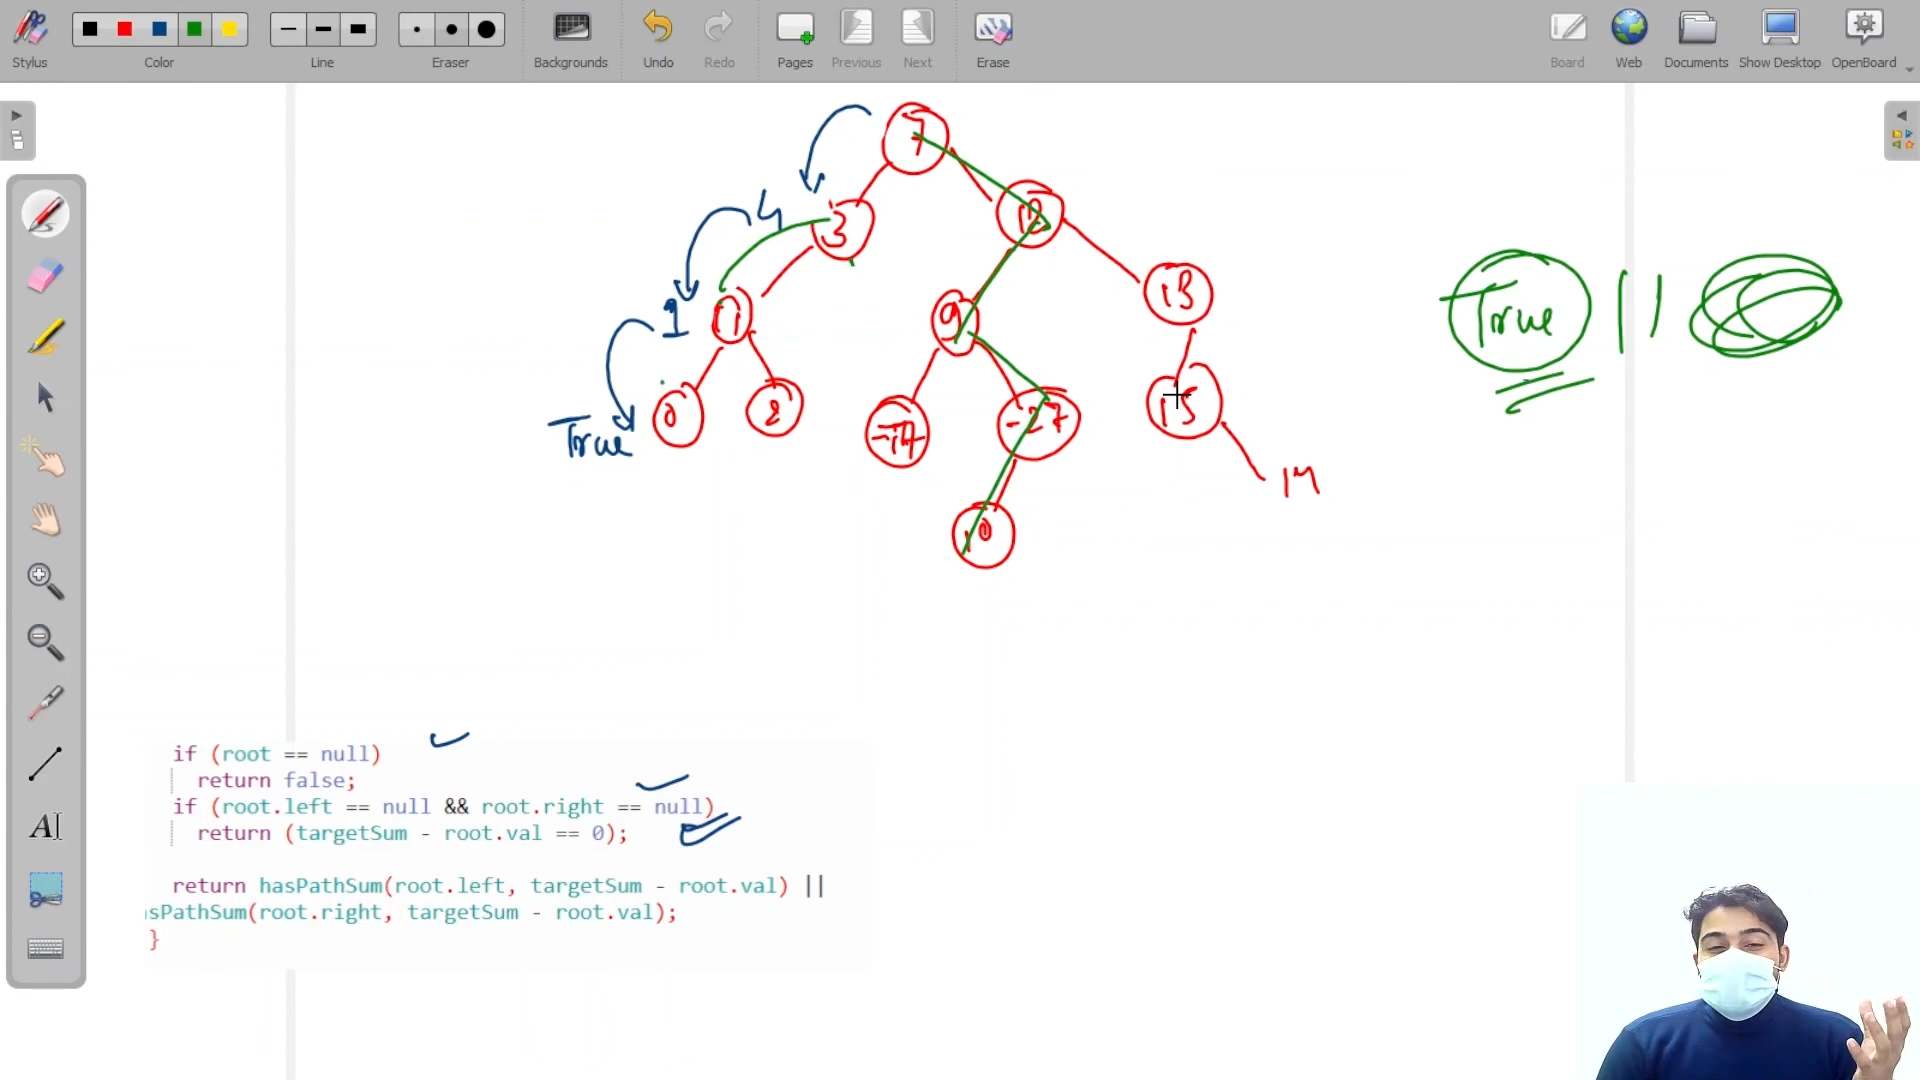 Stylus
Color
Line
Eraser
Backgrounds
Undo
Redo
Pages
Previous
Next
Erase
Board
Web
Documents
Show Desktop
OpenBoard
7
4
3
12
1
11
9
13
True
0
2
-14
-27
15
14
10
True ||
if (root == null)
return false;
if (root.left == null && root.right == null)
return (targetSum - root.val == 0);
return hasPathSum(root.left, targetSum - root.val) ||
sPathSum(root.right, targetSum - root.val);
}